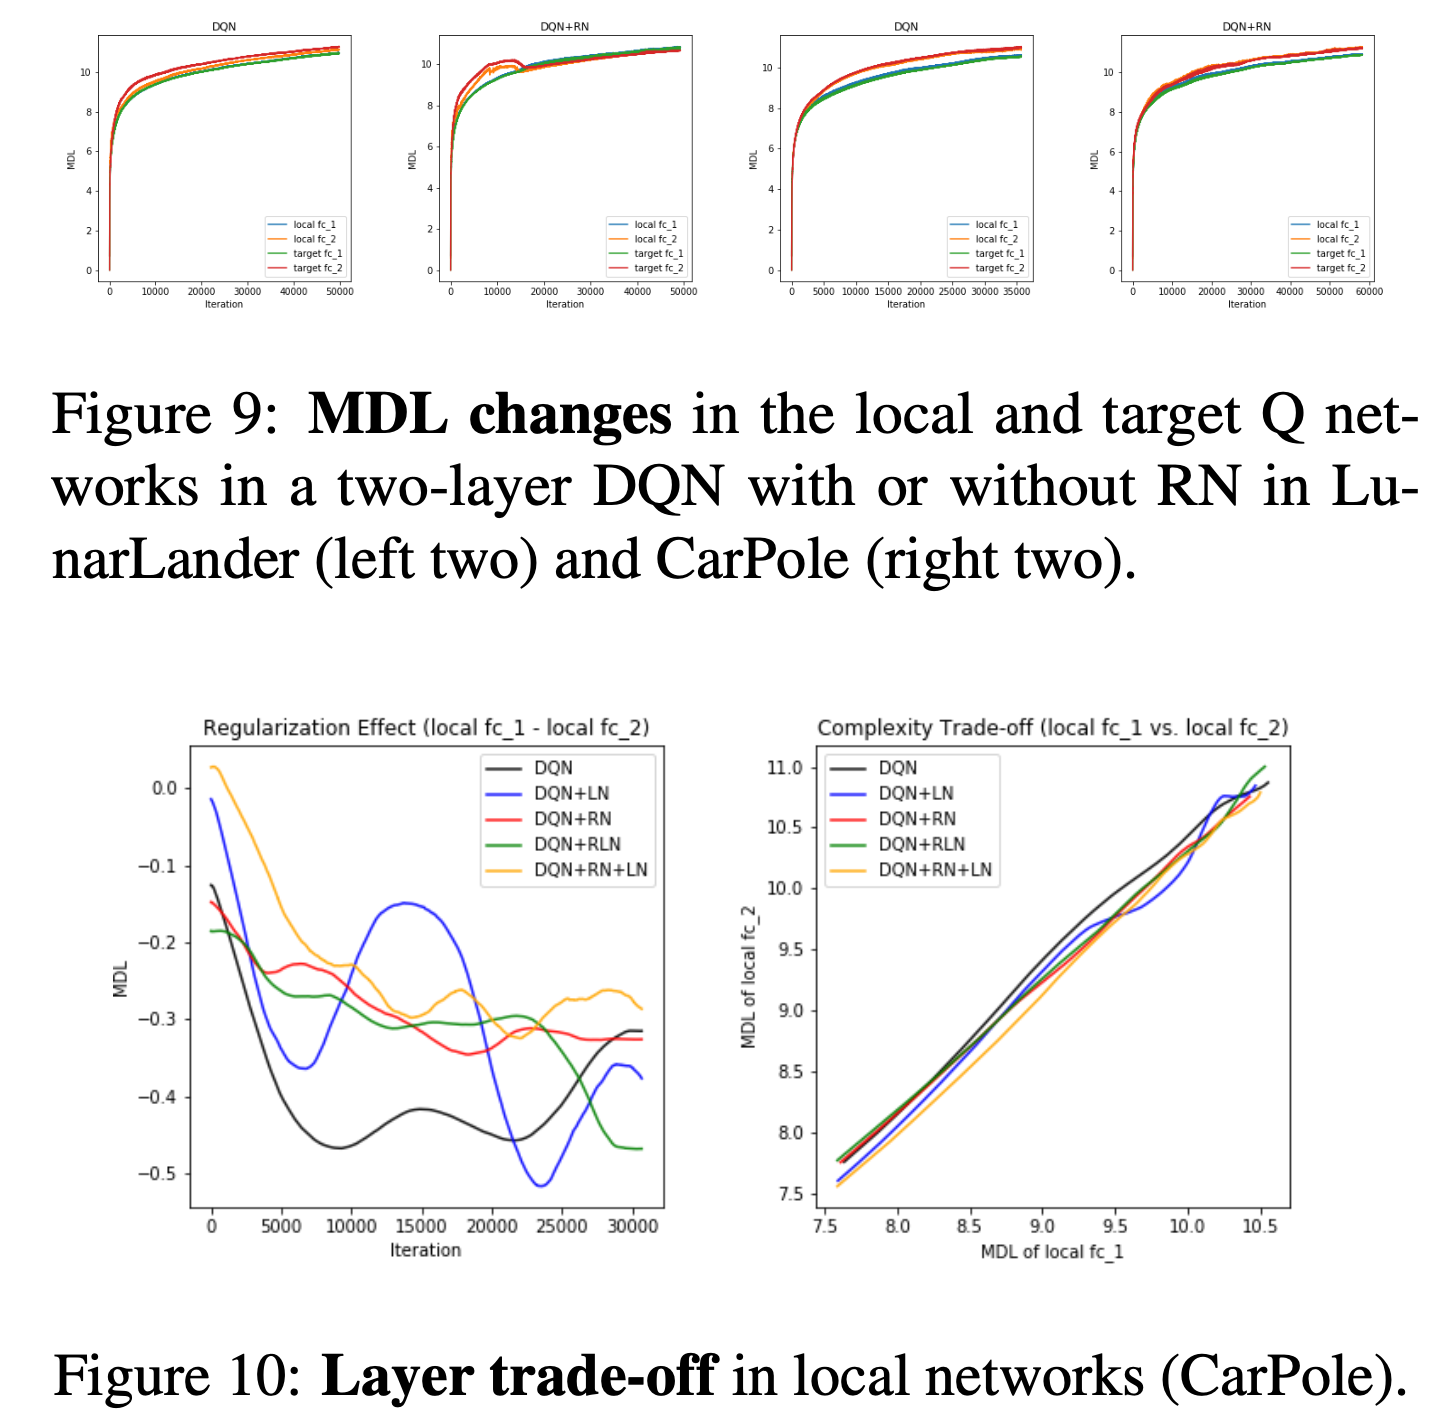 DQN
DQN+RN
DQN
DQN+RN
MDL
10
8
6
4
2
0
local fc_1
local fc_2
target fc_1
target fc_2
0 10000 20000 30000 40000 50000
Iteration
MDL
10
8
6
4
2
0
local fc_1
local fc_2
target fc_1
target fc_2
0 10000 20000 30000 40000 50000
Iteration
MDL
10
8
6
4
2
0
local fc_1
local fc_2
target fc_1
target fc_2
0 5000 10000 15000 20000 25000 30000 35000
Iteration
MDL
10
8
6
4
2
0
local fc_1
local fc_2
target fc_1
target fc_2
0 10000 20000 30000 40000 50000 60000
Iteration
Figure 9: MDL changes in the local and target Q net-
works in a two-layer DQN with or without RN in Lu-
narLander (left two) and CarPole (right two).
Regularization Effect (local fc_1 - local fc_2)
DQN
DQN+LN
DQN+RN
DQN+RLN
DQN+RN+LN
MDL
0.0
−0.1
−0.2
−0.3
−0.4
−0.5
0 5000 10000 15000 20000 25000 30000
Iteration
Complexity Trade-off (local fc_1 vs. local fc_2)
DQN
DQN+LN
DQN+RN
DQN+RLN
DQN+RN+LN
MDL of local fc_2
11.0
10.5
10.0
9.5
9.0
8.5
8.0
7.5
7.5 8.0 8.5 9.0 9.5 10.0 10.5
MDL of local fc_1
Figure 10: Layer trade-off in local networks (CarPole).